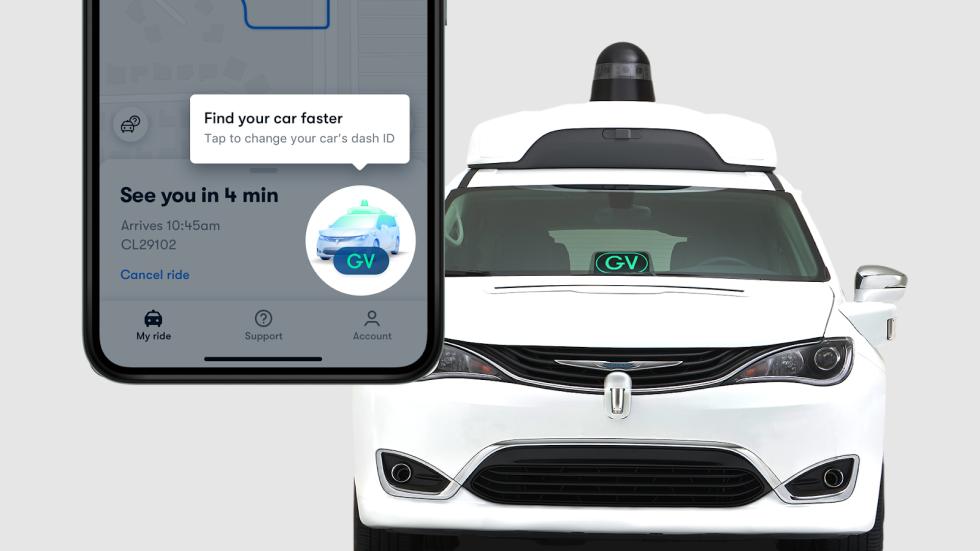 Find your car faster
Tap to change your car's dash ID
See you in 4 min
Arrives 10:45am
CL29102
Cancel ride
GV
GV
My ride
Support
Account